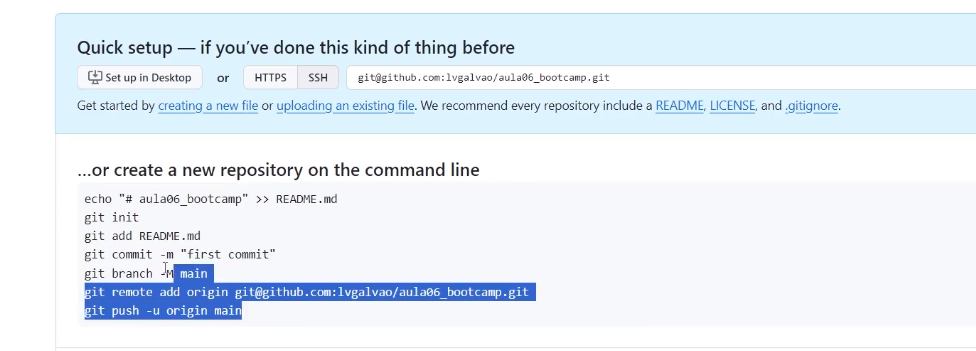 Quick setup — if you've done this kind of thing before
Set up in Desktop or HTTPS SSH git@github.com:lvgalvao/aula06_bootcamp.git
Get started by creating a new file or uploading an existing file. We recommend every repository include a README, LICENSE, and .gitignore.
...or create a new repository on the command line
echo "# aula06_bootcamp" >> README.md
git init
git add README.md
git commit -m "first commit"
git branch -M main
git remote add origin git@github.com:lvgalvao/aula06_bootcamp.git
git push -u origin main